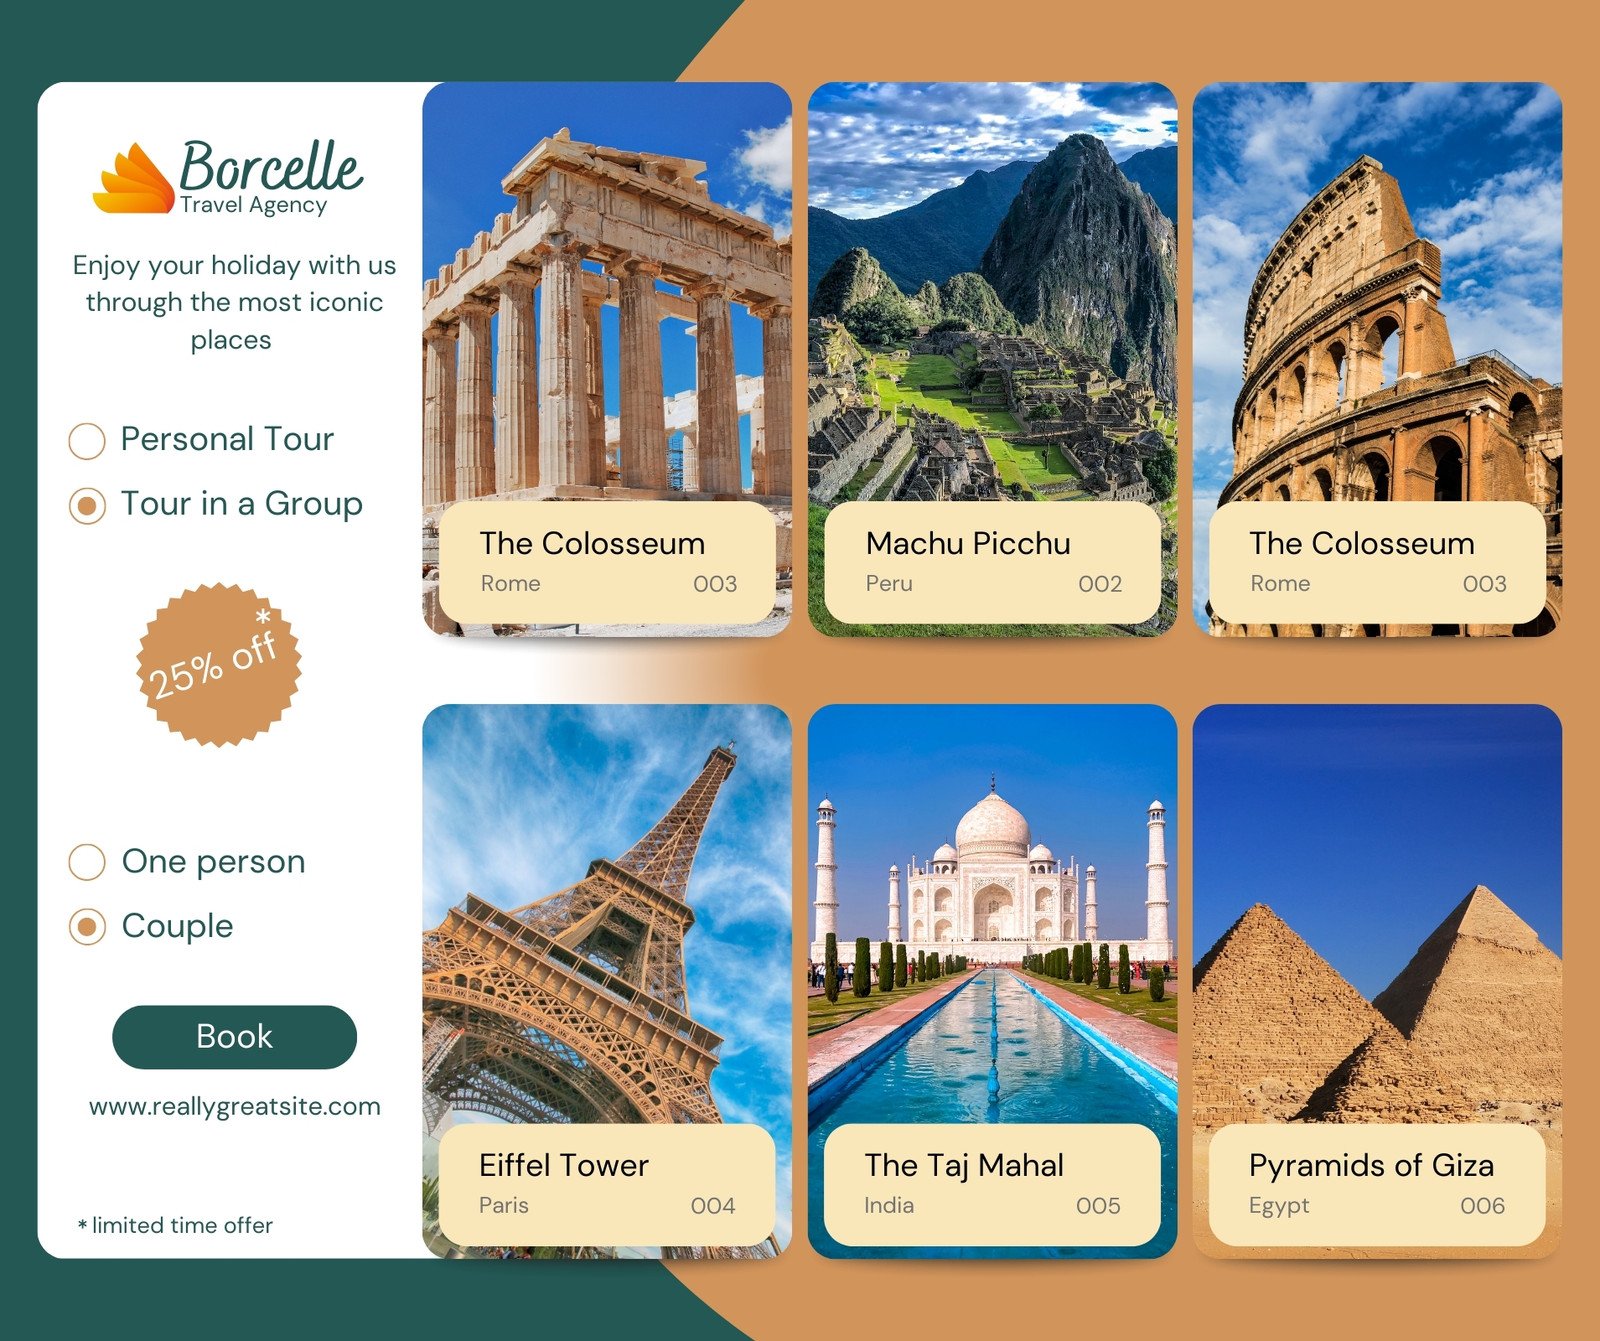 Borcelle
Travel Agency
Enjoy your holiday with us
through the most iconic
places
Personal Tour
Tour in a Group
*
25% off
One person
Couple
Book
www.reallygreatsite.com
* limited time offer
The Colosseum
Rome 003
Machu Picchu
Peru 002
The Colosseum
Rome 003
Eiffel Tower
Paris 004
The Taj Mahal
India 005
Pyramids of Giza
Egypt 006